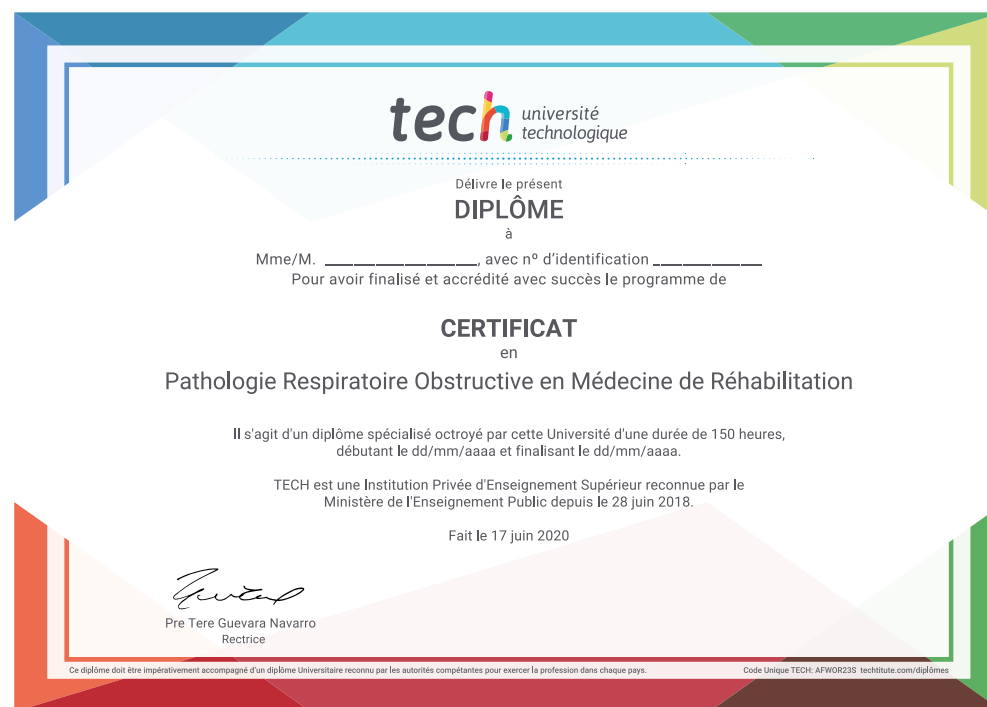 tech université
technologique
Délivre le présent
DIPLÔME
à
Mme/M. ____________________, avec nº d'identification ______________
Pour avoir finalisé et accrédité avec succès le programme de
CERTIFICAT
en
Pathologie Respiratoire Obstructive en Médecine de Réhabilitation
Il s'agit d'un diplôme spécialisé octroyé par cette Université d'une durée de 150 heures,
débutant le dd/mm/aaaa et finalisant le dd/mm/aaaa.
TECH est une Institution Privée d'Enseignement Supérieur reconnue par le
Ministère de l'Enseignement Public depuis le 28 juin 2018.
Fait le 17 juin 2020
Pre Tere Guevara Navarro
Rectrice
Ce diplôme doit être impérativement accompagné d'un diplôme Universitaire reconnu par les autorités compétentes pour exercer la profession dans chaque pays.
Code Unique TECH: AFWOR23S techtitute.com/diplômes